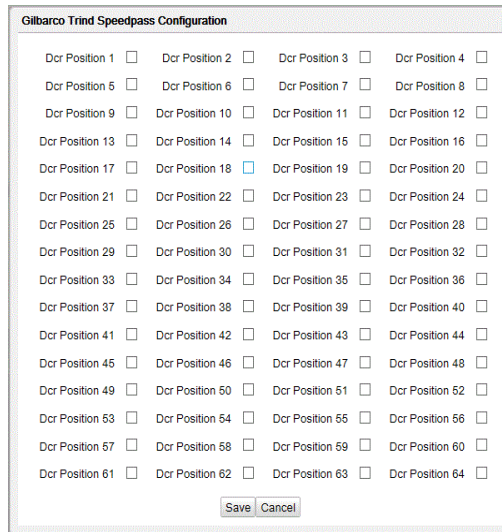 Gilbarco Trind Speedpass Configuration
Dcr Position 1 Dcr Position 2 Dcr Position 3 Dcr Position 4
Dcr Position 5 Dcr Position 6 Dcr Position 7 Dcr Position 8
Dcr Position 9 Dcr Position 10 Dcr Position 11 Dcr Position 12
Dcr Position 13 Dcr Position 14 Dcr Position 15 Dcr Position 16
Dcr Position 17 Dcr Position 18 Dcr Position 19 Dcr Position 20
Dcr Position 21 Dcr Position 22 Dcr Position 23 Dcr Position 24
Dcr Position 25 Dcr Position 26 Dcr Position 27 Dcr Position 28
Dcr Position 29 Dcr Position 30 Dcr Position 31 Dcr Position 32
Dcr Position 33 Dcr Position 34 Dcr Position 35 Dcr Position 36
Dcr Position 37 Dcr Position 38 Dcr Position 39 Dcr Position 40
Dcr Position 41 Dcr Position 42 Dcr Position 43 Dcr Position 44
Dcr Position 45 Dcr Position 46 Dcr Position 47 Dcr Position 48
Dcr Position 49 Dcr Position 50 Dcr Position 51 Dcr Position 52
Dcr Position 53 Dcr Position 54 Dcr Position 55 Dcr Position 56
Dcr Position 57 Dcr Position 58 Dcr Position 59 Dcr Position 60
Dcr Position 61 Dcr Position 62 Dcr Position 63 Dcr Position 64
Save Cancel